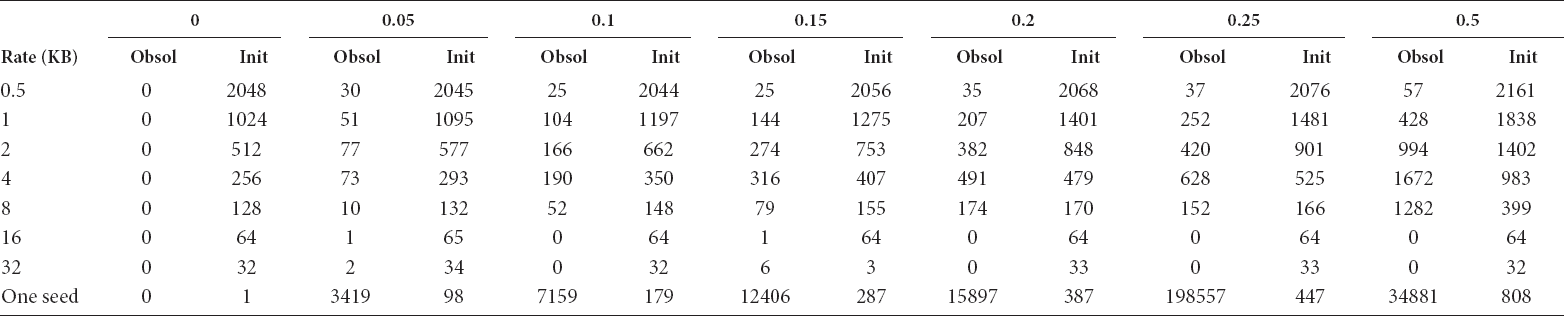 0 0.05 0.1 0.15 0.2 0.25 0.5
Rate (KB) Obsol Init Obsol Init Obsol Init Obsol Init Obsol Init Obsol Init Obsol Init
0.5 0 2048 30 2045 25 2044 25 2056 35 2068 37 2076 57 2161
1 0 1024 51 1095 104 1197 144 1275 207 1401 252 1481 428 1838
2 0 512 77 577 166 662 274 753 382 848 420 901 994 1402
4 0 256 73 293 190 350 316 407 491 479 628 525 1672 983
8 0 128 10 132 52 148 79 155 174 170 152 166 1282 399
16 0 64 1 65 0 64 1 64 0 64 0 64 0 64
32 0 32 2 34 0 32 6 3 0 33 0 33 0 32
One seed 0 1 3419 98 7159 179 12406 287 15897 387 198557 447 34881 808